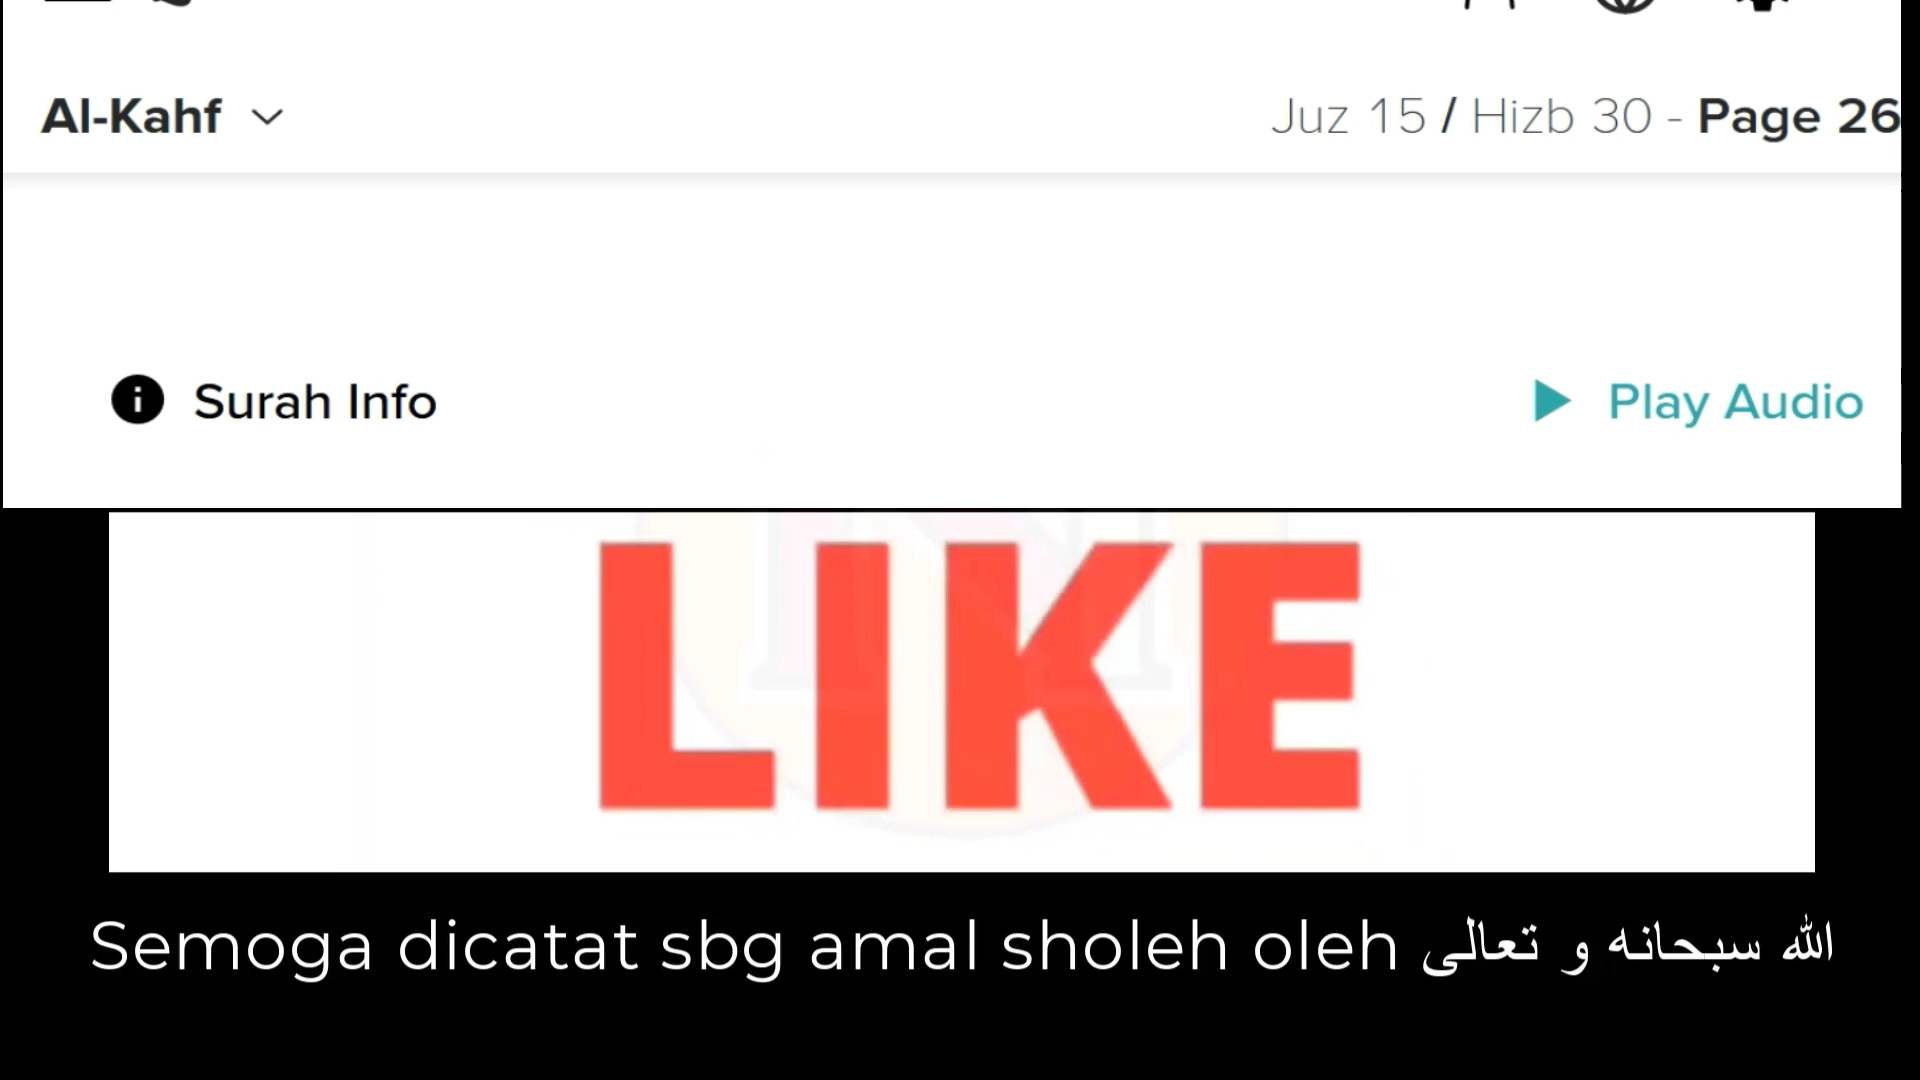 Al-Kahf
Juz 15 / Hizb 30 - Page 26
Surah Info
Play Audio
LIKE
Semoga dicatat sbg amal sholeh oleh الله سبحانه و تعالى